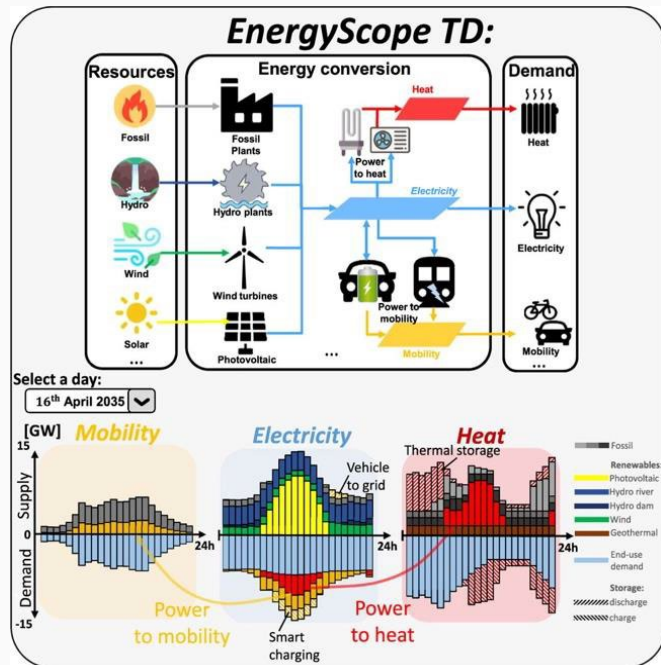 EnergyScope TD:
Resources
Energy conversion
Demand
Fossil
Fossil
Plants
Heat
Power
to heat
Heat
Hydro
Hydro plants
Electricity
Electricity
Wind
Wind turbines
Power to
mobility
Solar
Photovoltaic
Mobility
Mobility
...
...
...
Select a day:
16th April 2035
[GW]
15
Supply
0
Demand
-15
Mobility
24h
Electricity
Vehicle
to grid
24h
Heat
Thermal storage
24h
Power
to mobility
Smart
charging
Power
to heat
Fossil
Renewables:
Photovoltaic
Hydro river
Hydro dam
Wind
Geothermal
End-use
demand
Storage:
discharge
charge